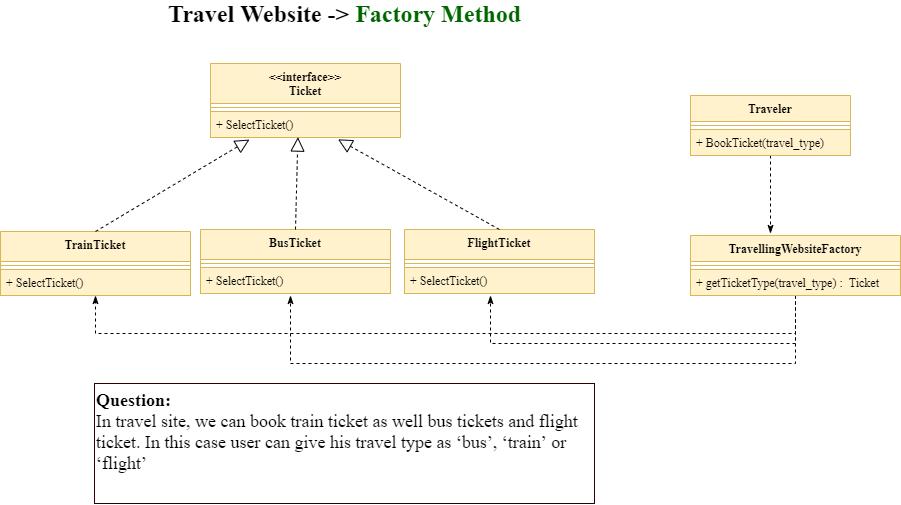 Travel Website -> Factory Method
<<interface>>
Ticket
+ SelectTicket()
Traveler
+ BookTicket(travel_type)
TrainTicket
+ SelectTicket()
BusTicket
+ SelectTicket()
FlightTicket
+ SelectTicket()
TravellingWebsiteFactory
+ getTicketType(travel_type) : Ticket
Question:
In travel site, we can book train ticket as well bus tickets and flight
ticket. In this case user can give his travel type as ‘bus’, ‘train’ or
‘flight’